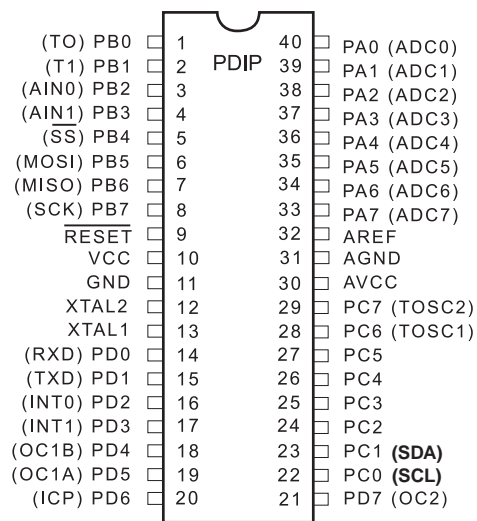 (TO) PB0 1 40 PA0 (ADC0)
(T1) PB1 2 PDIP 39 PA1 (ADC1)
(AIN0) PB2 3 38 PA2 (ADC2)
(AIN1) PB3 4 37 PA3 (ADC3)
(SS) PB4 5 36 PA4 (ADC4)
(MOSI) PB5 6 35 PA5 (ADC5)
(MISO) PB6 7 34 PA6 (ADC6)
(SCK) PB7 8 33 PA7 (ADC7)
RESET 9 32 AREF
VCC 10 31 AGND
GND 11 30 AVCC
XTAL2 12 29 PC7 (TOSC2)
XTAL1 13 28 PC6 (TOSC1)
(RXD) PD0 14 27 PC5
(TXD) PD1 15 26 PC4
(INT0) PD2 16 25 PC3
(INT1) PD3 17 24 PC2
(OC1B) PD4 18 23 PC1 (SDA)
(OC1A) PD5 19 22 PC0 (SCL)
(ICP) PD6 20 21 PD7 (OC2)